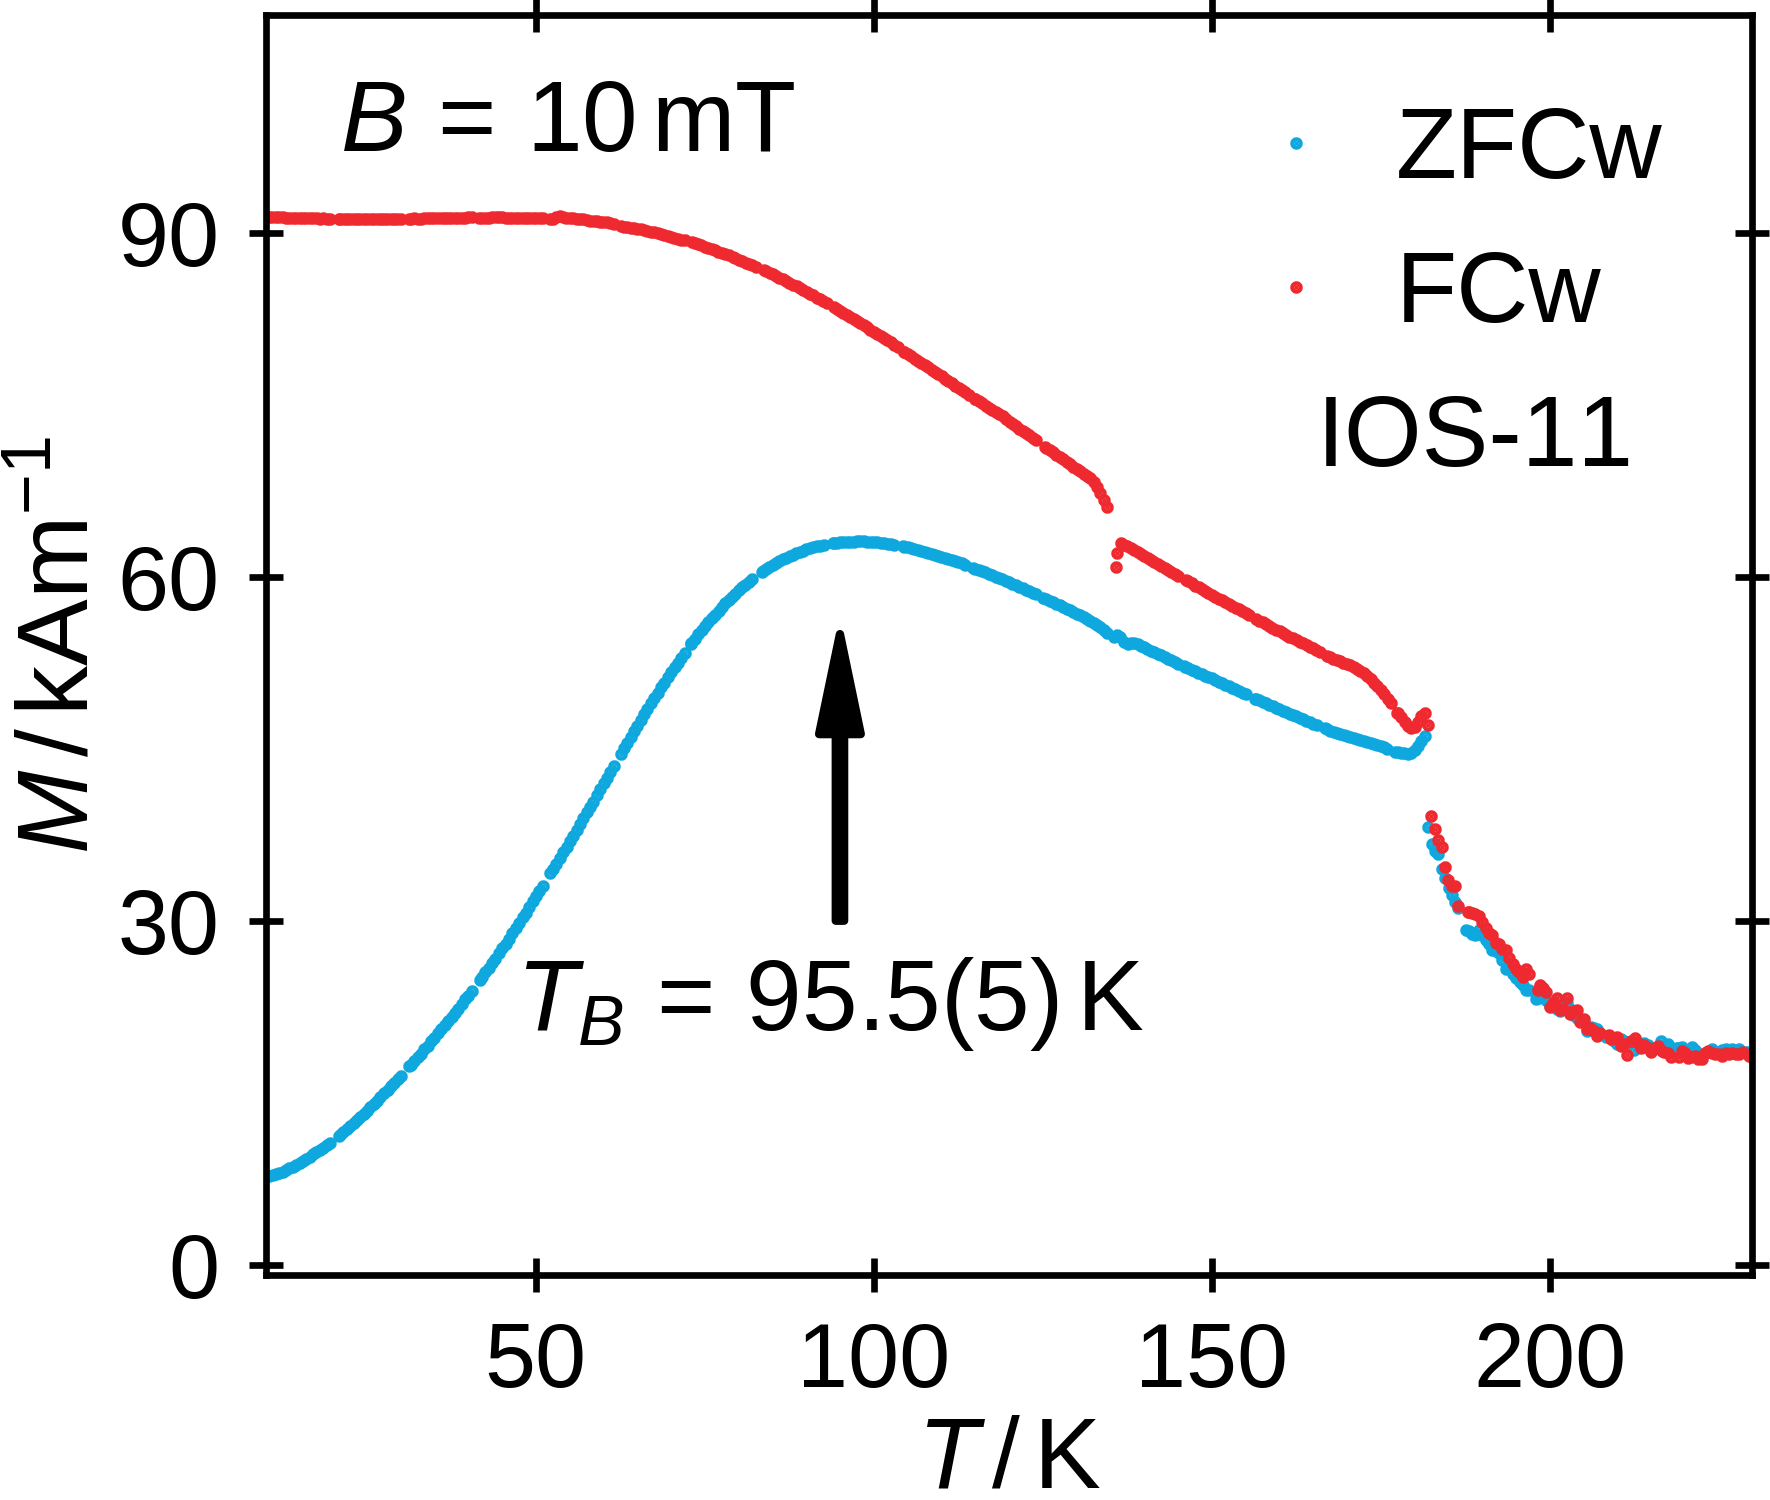 B = 10 mT
ZFCw
FCw
IOS-11
90
60
30
0
M / kAm⁻¹
T_B = 95.5(5) K
50 100 150 200
T / K